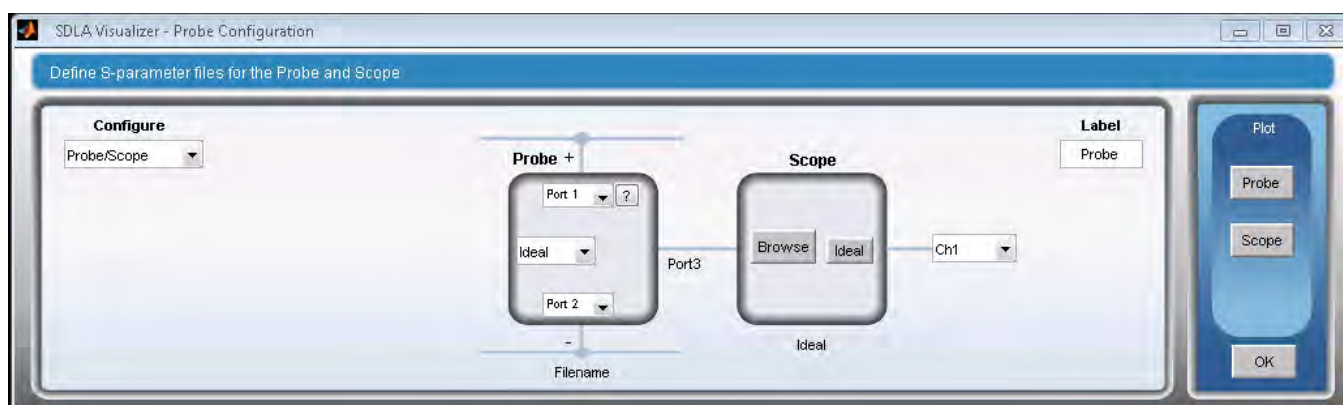 SDLA Visualizer - Probe Configuration
Define S-parameter files for the Probe and Scope
Configure
Probe/Scope
Probe +
Port 1
?
Ideal
Port 2
-
Filename
Port3
Scope
Browse
Ideal
Ideal
Ch1
Label
Probe
Plot
Probe
Scope
OK